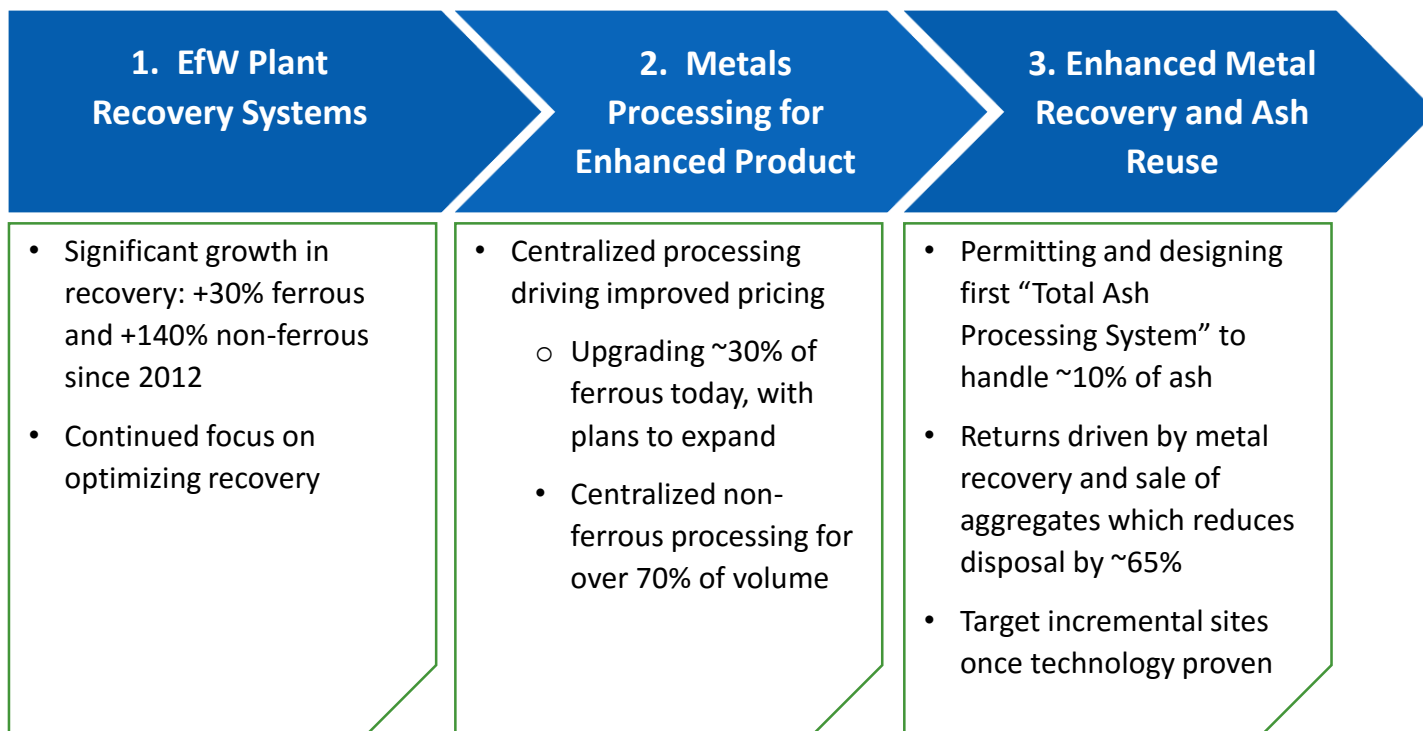 1. EfW Plant
Recovery Systems
• Significant growth in
recovery: +30% ferrous
and +140% non-ferrous
since 2012
• Continued focus on
optimizing recovery
2. Metals
Processing for
Enhanced Product
• Centralized processing
driving improved pricing
o Upgrading ~30% of
ferrous today, with
plans to expand
• Centralized non-
ferrous processing for
over 70% of volume
3. Enhanced Metal
Recovery and Ash
Reuse
• Permitting and designing
first “Total Ash
Processing System” to
handle ~10% of ash
• Returns driven by metal
recovery and sale of
aggregates which reduces
disposal by ~65%
• Target incremental sites
once technology proven